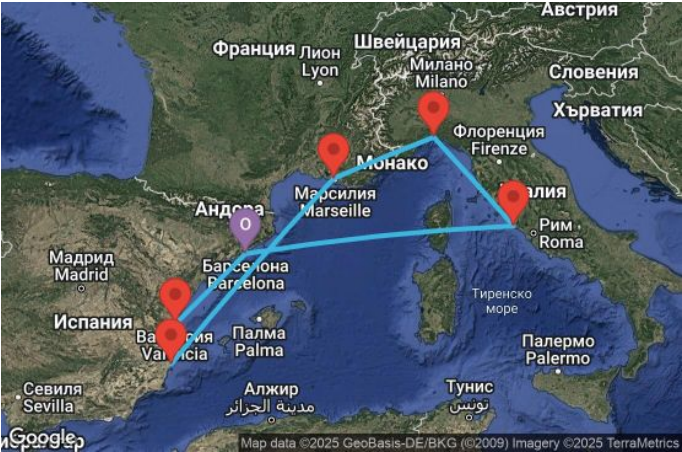 Австрия
Франция
Лион
Lyon
Швейцария
Милано
Milano
Словения
Хърватия
Флоренция
Firenze
Монако
Марсилия
Marseille
Андора
O
Барселона
Barcelona
Мадрид
Madrid
Испания
Valencia
Палма
Palma
Рим
Roma
Тиренско
море
Палермо
Palermo
Севиля
Sevilla
Алжир
مدينة الجزائر
Тунис
تونس
Google
Map data ©2025 GeoBasis-DE/BKG (©2009) Imagery ©2025 TerraMetrics